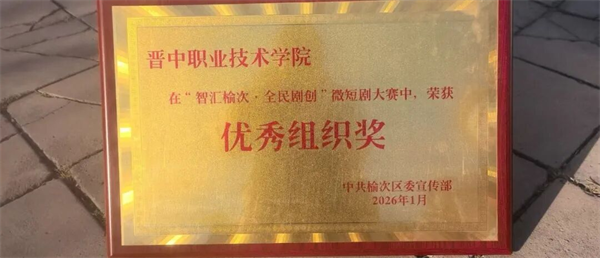 晋中职业技术学院
在“智汇榆次·全民剧创”微短剧大赛中，荣获
优秀组织奖
中共榆次区委宣传部
2026年1月